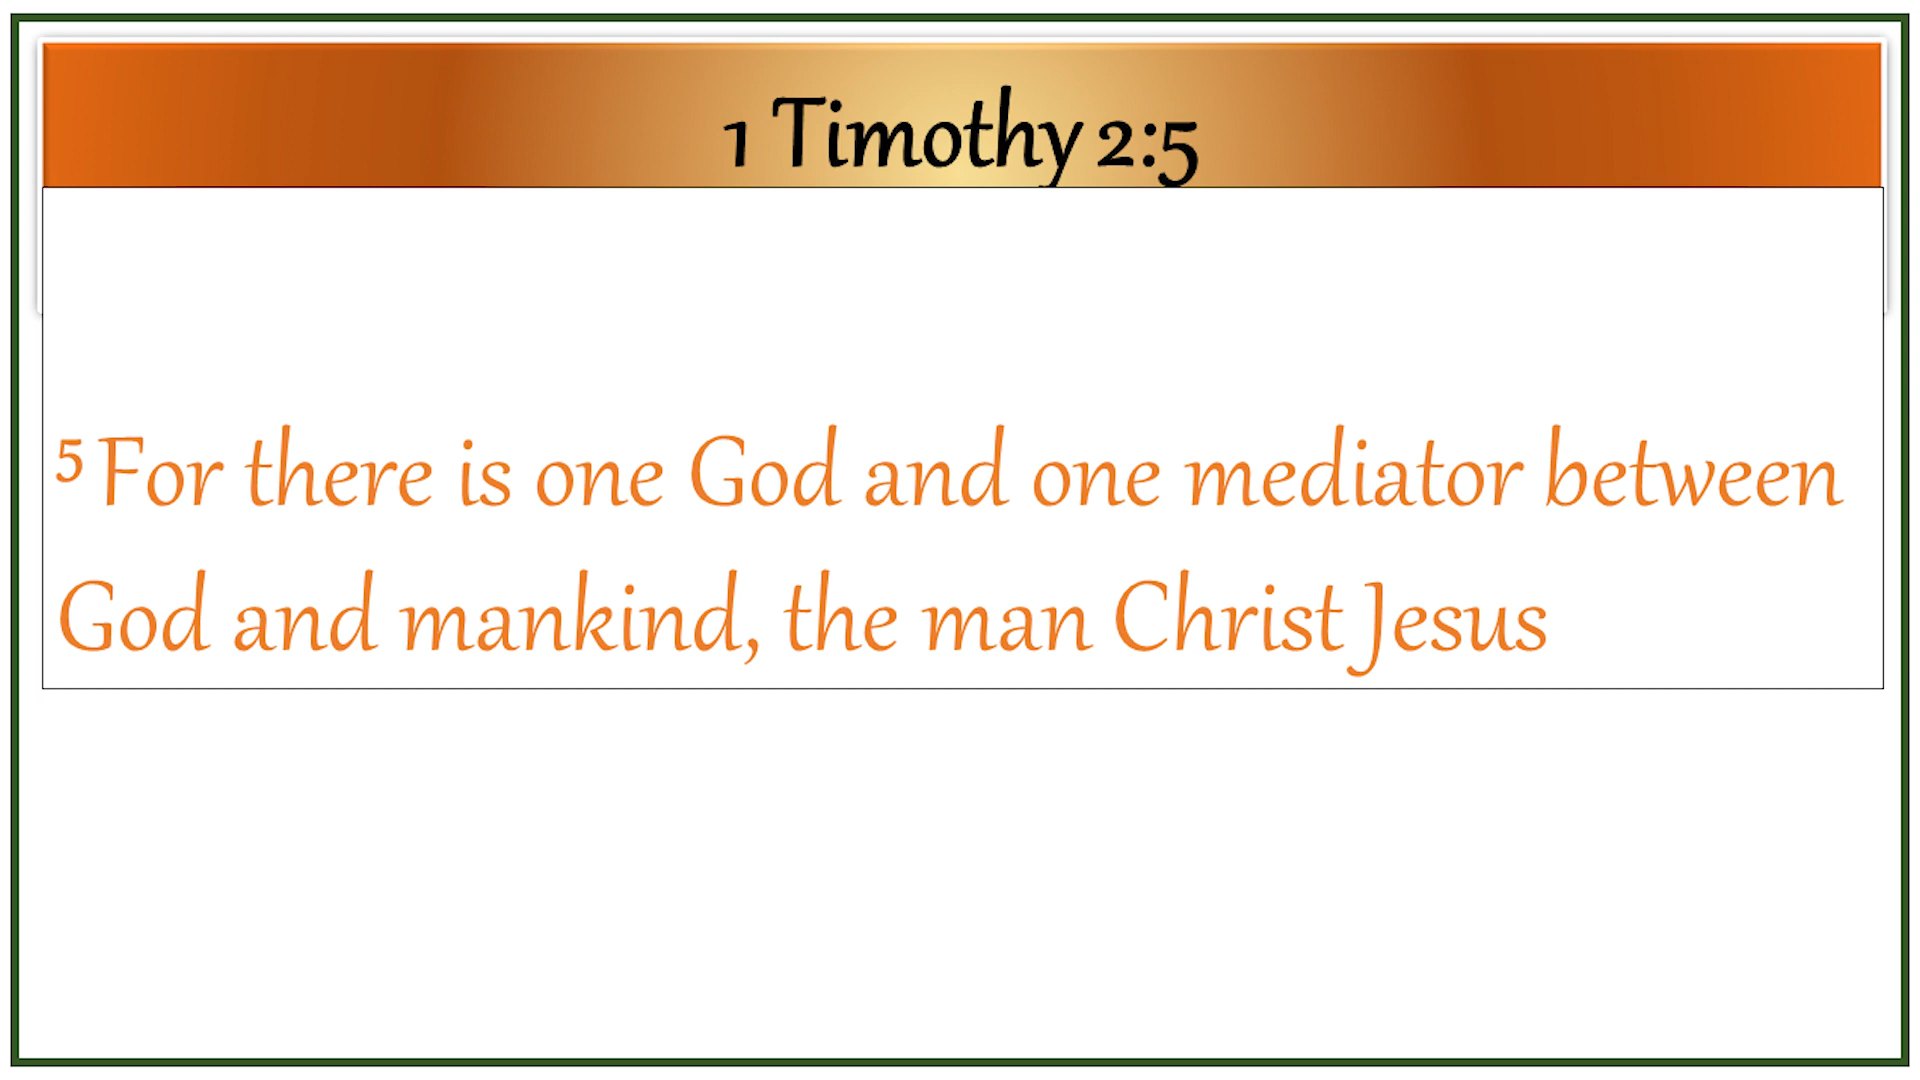 1 Timothy 2:5
5 For there is one God and one mediator between
God and mankind, the man Christ Jesus